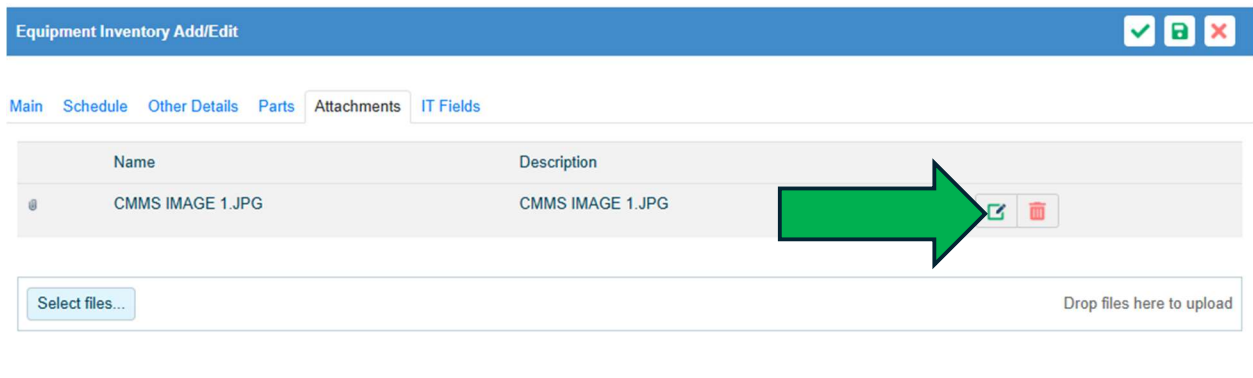 Equipment Inventory Add/Edit
Main Schedule Other Details Parts Attachments IT Fields
Name Description
CMMS IMAGE 1.JPG CMMS IMAGE 1.JPG
Select files... Drop files here to upload